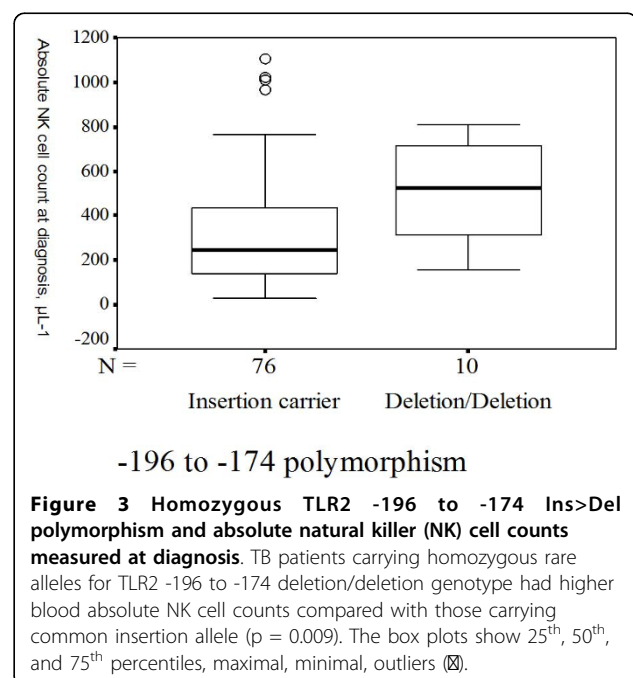 Absolute NK cell count at diagnosis, µL-1
1200
1000
800
600
400
200
0
-200
N =
76
10
Insertion carrier
Deletion/Deletion
-196 to -174 polymorphism
Figure 3 Homozygous TLR2 -196 to -174 Ins>Del
polymorphism and absolute natural killer (NK) cell counts
measured at diagnosis. TB patients carrying homozygous rare
alleles for TLR2 -196 to -174 deletion/deletion genotype had higher
blood absolute NK cell counts compared with those carrying
common insertion allele (p = 0.009). The box plots show 25th, 50th,
and 75th percentiles, maximal, minimal, outliers (☒).